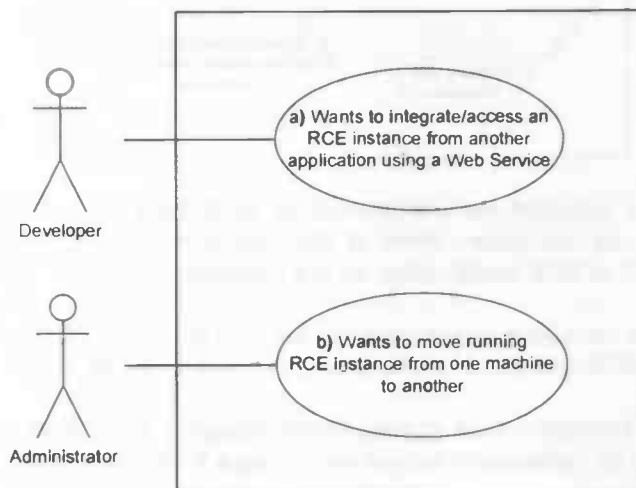 a) Wants to integrate/access an
RCE instance from another
application using a Web Service
Developer
b) Wants to move running
RCE instance from one machine
to another
Administrator